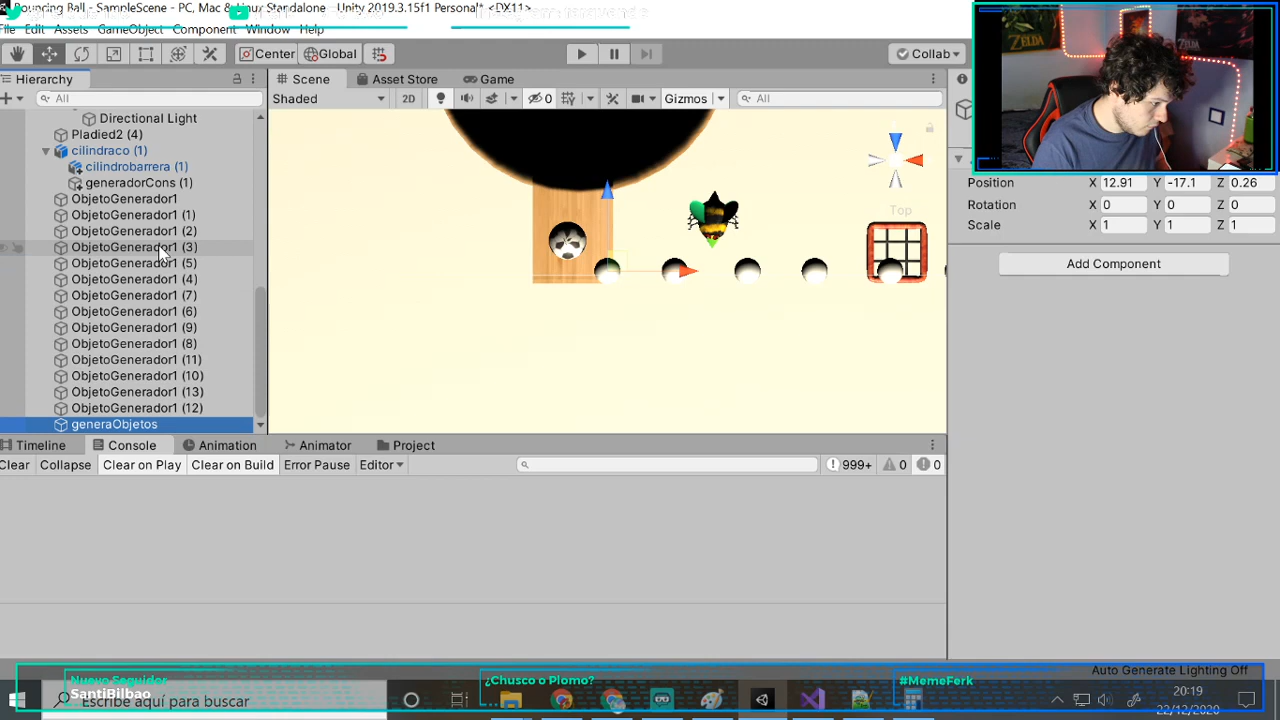 Bouncing Ball - SampleScene - PC, Mac & Linux Standalone - Unity 2019.3.15f1 Personal* <DX11>
File Edit Assets GameObject Component Window Help
Center Global Collab
Hierarchy Scene Asset Store Game
All Shaded 2D 0 Gizmos All
Directional Light
Pladied2 (4)
cilindraco (1)
cilindrobarrera (1)
generadorCons (1)
ObjetoGenerador1
ObjetoGenerador1 (1)
ObjetoGenerador1 (2)
ObjetoGenerador1 (3)
ObjetoGenerador1 (5)
ObjetoGenerador1 (4)
ObjetoGenerador1 (7)
ObjetoGenerador1 (6)
ObjetoGenerador1 (9)
ObjetoGenerador1 (8)
ObjetoGenerador1 (11)
ObjetoGenerador1 (10)
ObjetoGenerador1 (13)
ObjetoGenerador1 (12)
generaObjetos
Top
ZELDA
Position X 12.91 Y -17.1 Z 0.26
Rotation X 0 Y 0 Z 0
Scale X 1 Y 1 Z 1
Add Component
Timeline Console Animation Animator Project
Clear Collapse Clear on Play Clear on Build Error Pause Editor 999+ 0 0
Auto Generate Lighting Off
Nuevo Seguidor
SantiBilbao
¿Chusco o Plomo?
#MemoFork
Escribe aquí para buscar
20:19
22/12/2020